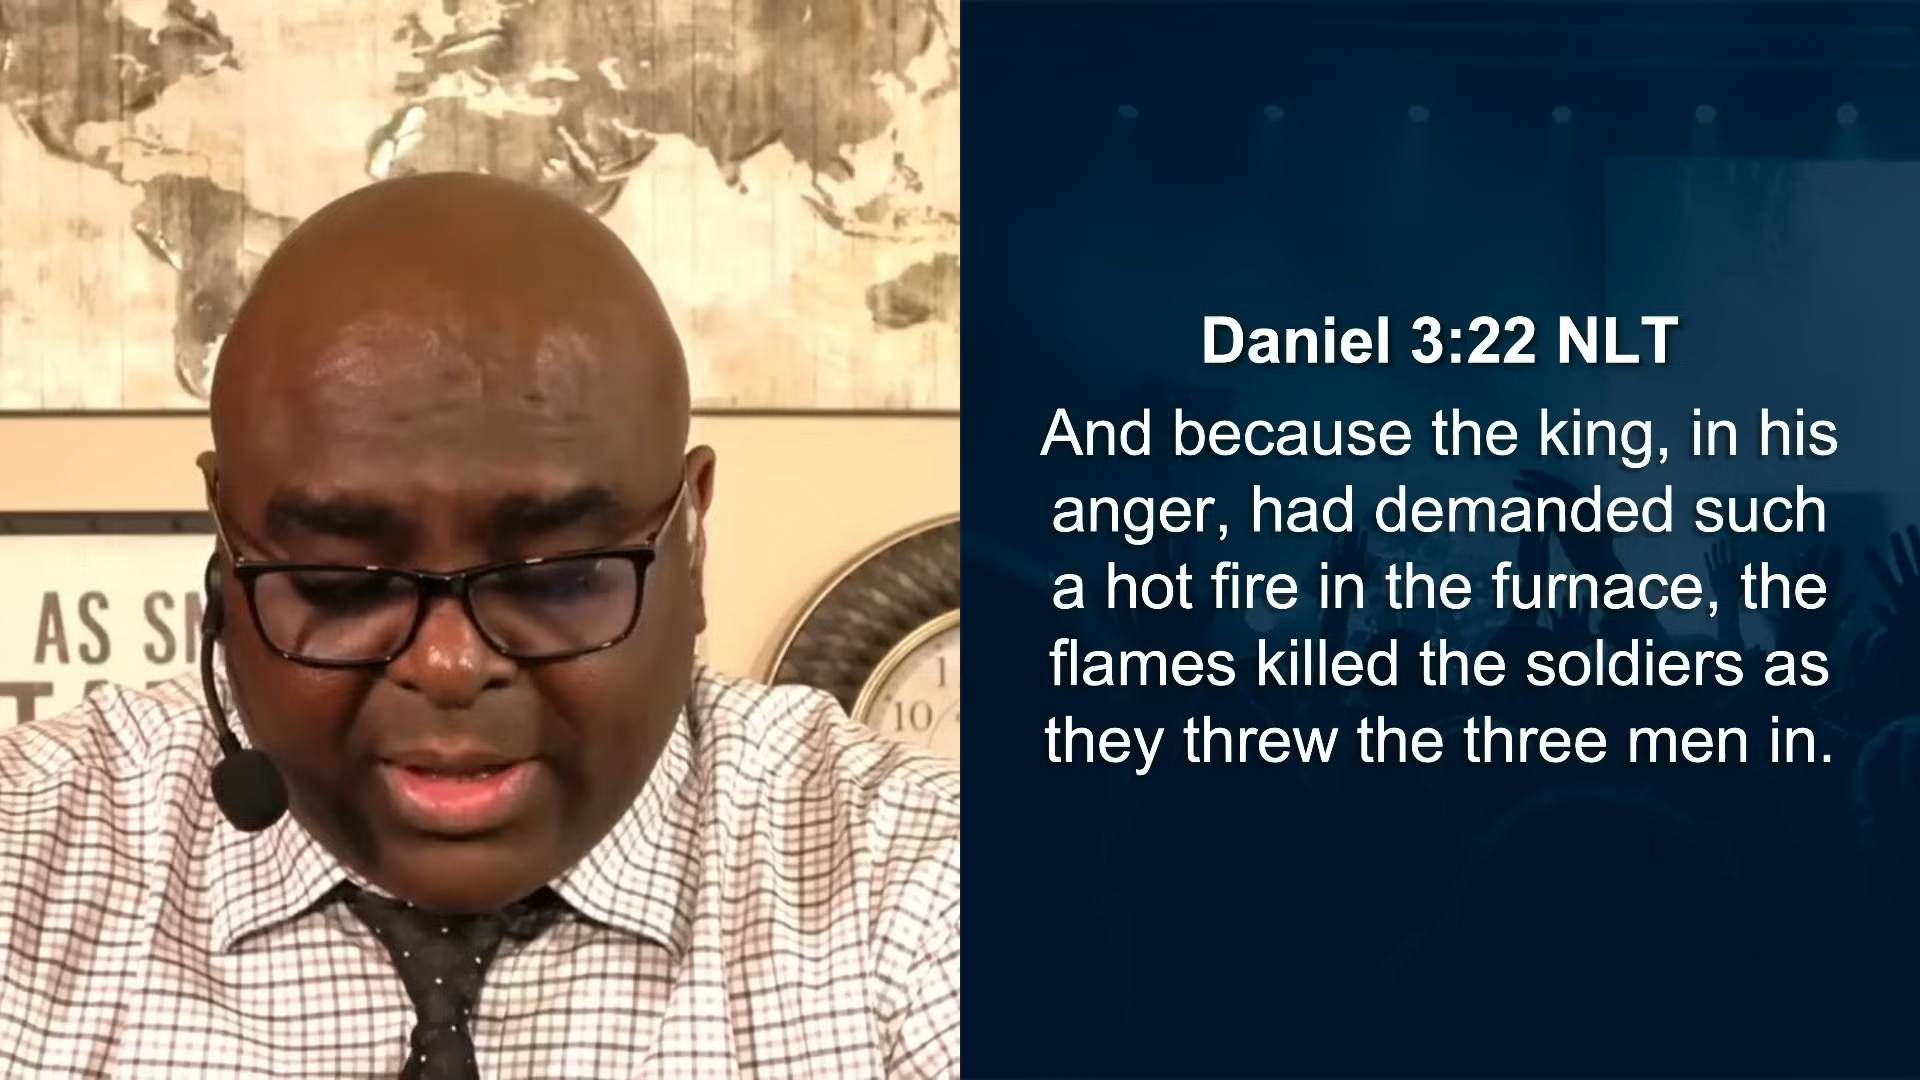 AS
10
Daniel 3:22 NLT
And because the king, in his
anger, had demanded such
a hot fire in the furnace, the
flames killed the soldiers as
they threw the three men in.